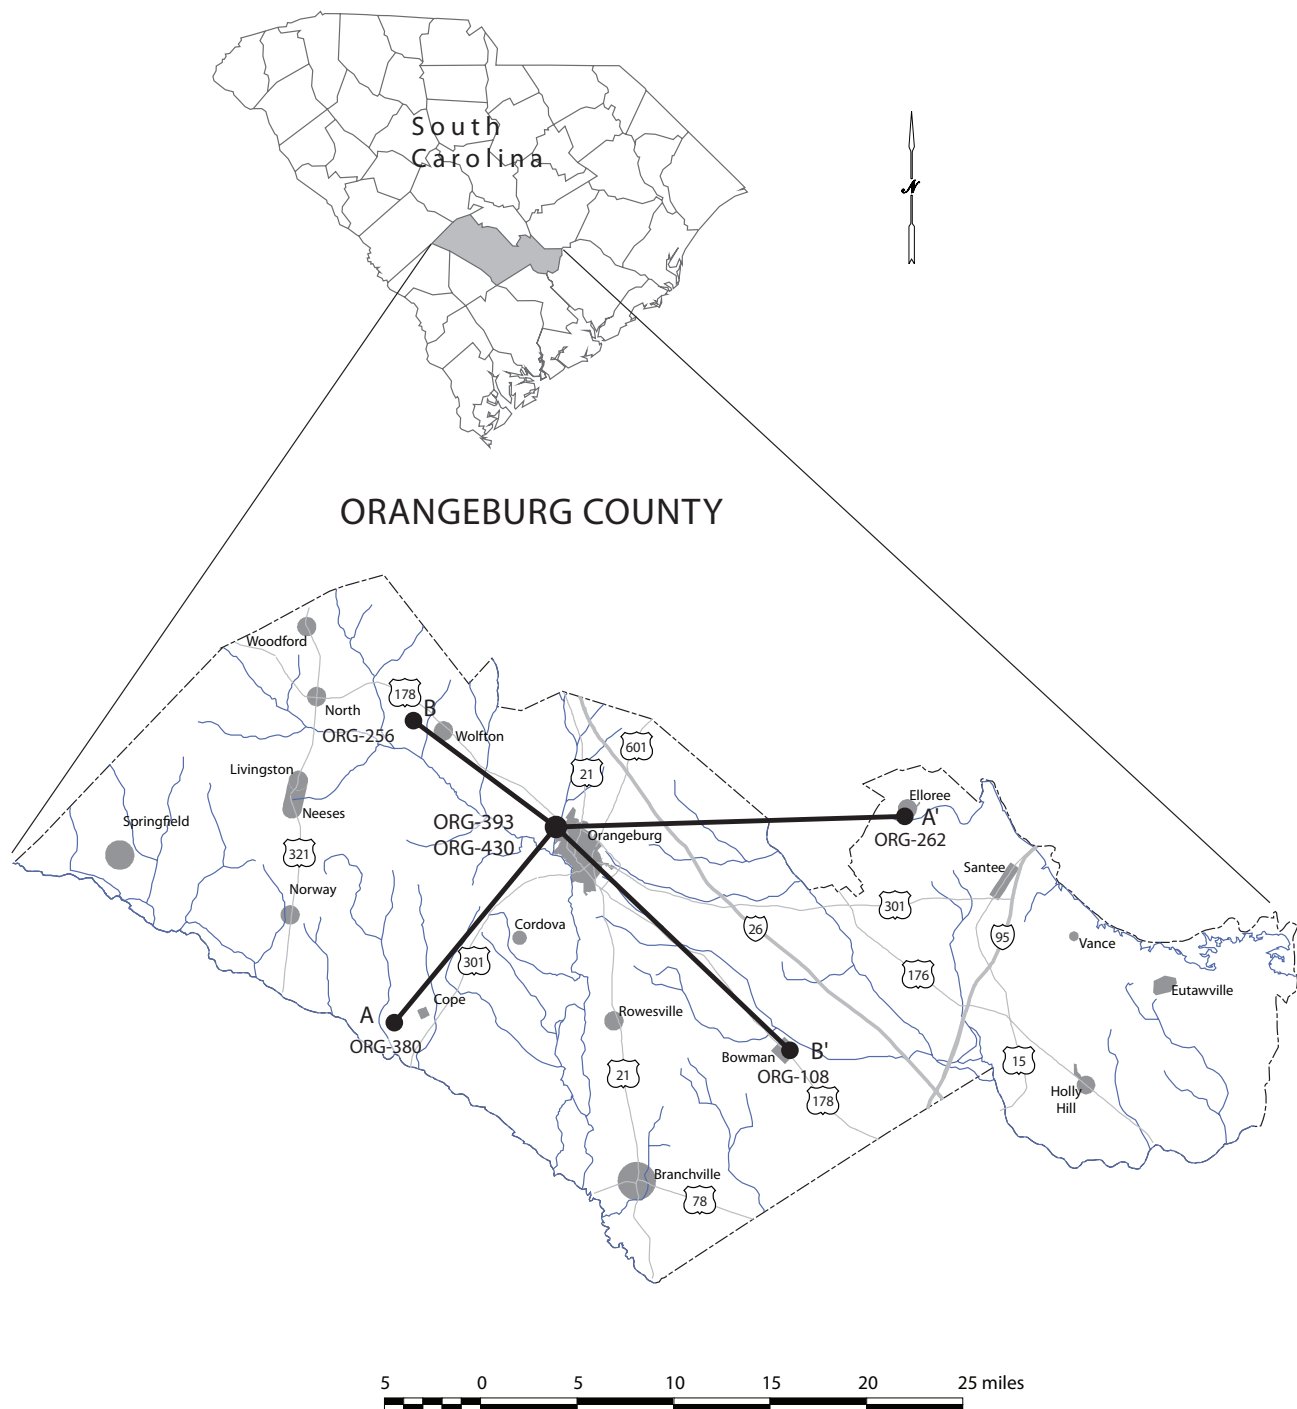 South
Carolina
N
ORANGEBURG COUNTY
Woodford
178
B
North
ORG-256
Wolfton
601
21
Livingston
Elloree
Neeses
A'
Springfield
ORG-393
ORG-430
Orangeburg
ORG-262
321
Santee
Norway
301
Cordova
26
95
Vance
301
176
Eutawville
Cope
A
Rowesville
ORG-380
B'
Bowman
15
ORG-108
21
Holly
Hill
178
Branchville
78
5 0 5 10 15 20 25 miles